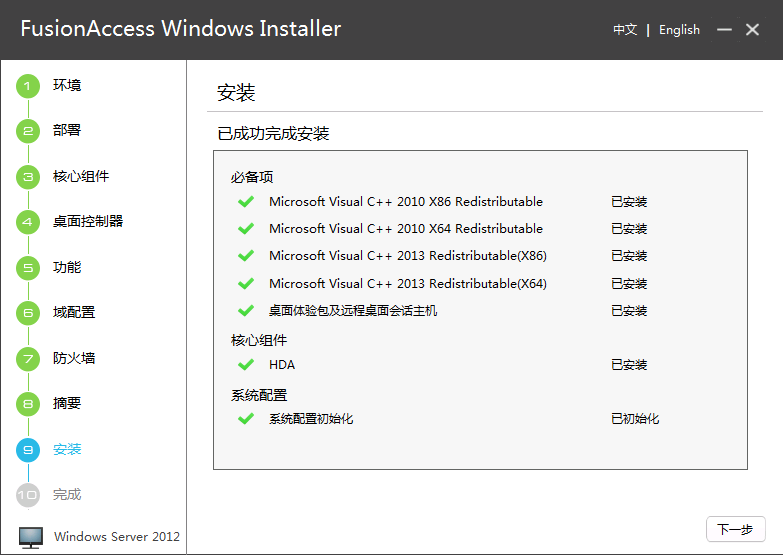 FusionAccess Windows Installer
中文 | English
1 环境
2 部署
3 核心组件
4 桌面控制器
5 功能
6 域配置
7 防火墙
8 摘要
9 安装
10 完成
Windows Server 2012
安装
已成功完成安装
必备项
Microsoft Visual C++ 2010 X86 Redistributable 已安装
Microsoft Visual C++ 2010 X64 Redistributable 已安装
Microsoft Visual C++ 2013 Redistributable(X86) 已安装
Microsoft Visual C++ 2013 Redistributable(X64) 已安装
桌面体验包及远程桌面会话主机 已安装
核心组件
HDA 已安装
系统配置
系统配置初始化 已初始化
下一步